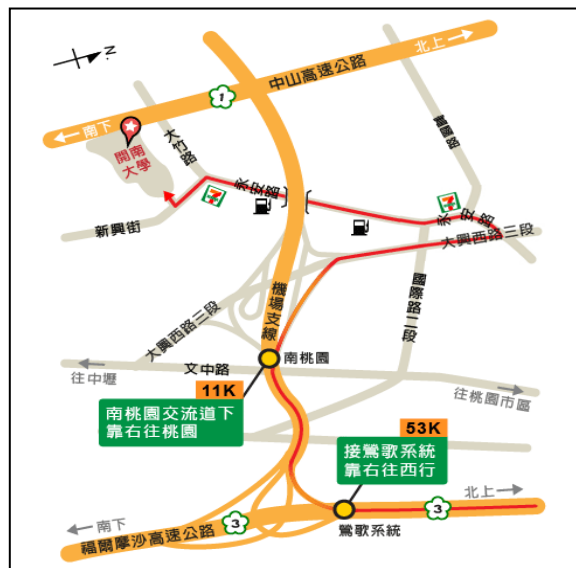 N.
北上
中山高速公路
1
南下
開南
大學
大竹路
永安路
7
7
永安路
新興街
大興西路三段
國際路二段
機場支線
大興西路三段
南桃園
文中路
往中壢
往桃園市區
11K
南桃園交流道下
靠右往桃園
53K
接鶯歌系統
靠右往西行
北上
3
南下
3
福爾摩沙高速公路
鶯歌系統